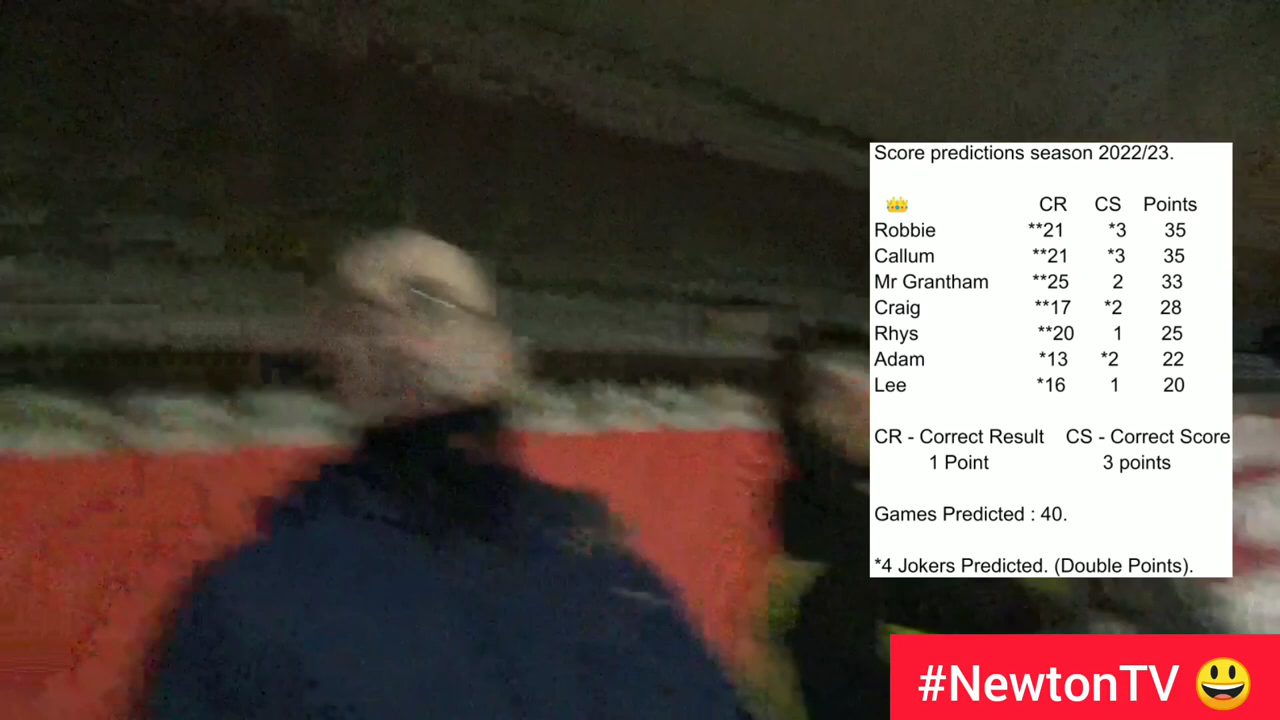 Score predictions season 2022/23.
👑 CR CS Points
Robbie **21 *3 35
Callum **21 *3 35
Mr Grantham **25 2 33
Craig **17 *2 28
Rhys **20 1 25
Adam *13 *2 22
Lee *16 1 20
CR - Correct Result CS - Correct Score
1 Point 3 points
Games Predicted : 40.
*4 Jokers Predicted. (Double Points).
#NewtonTV 😃